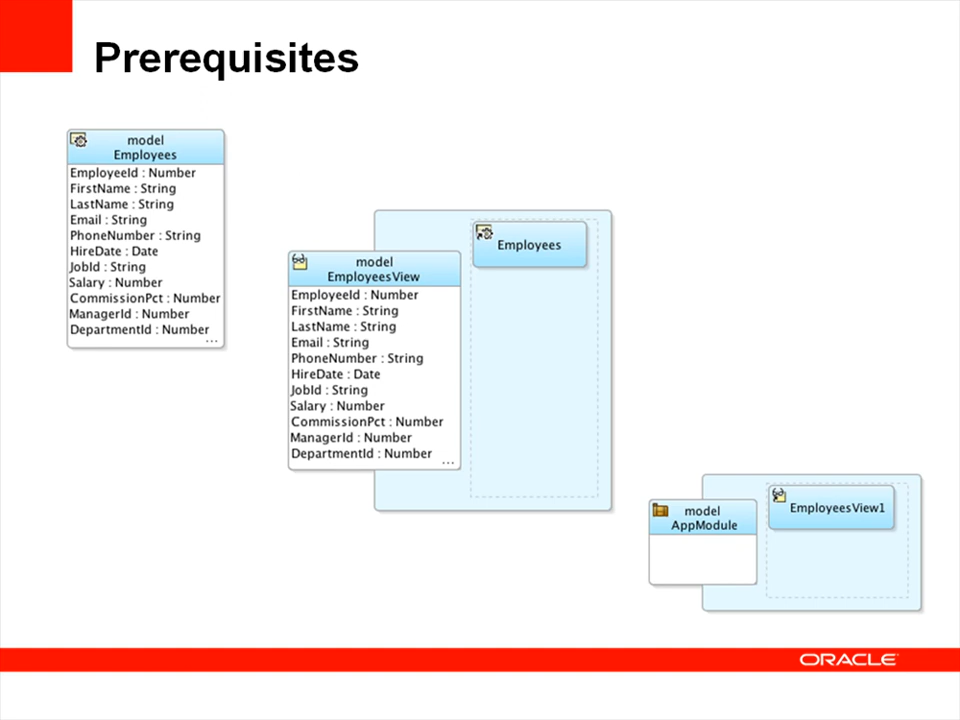 Prerequisites
model
Employees
EmployeeId : Number
FirstName : String
LastName : String
Email : String
PhoneNumber : String
HireDate : Date
JobId : String
Salary : Number
CommissionPct : Number
ManagerId : Number
DepartmentId : Number
...
model
EmployeesView
EmployeeId : Number
FirstName : String
LastName : String
Email : String
PhoneNumber : String
HireDate : Date
JobId : String
Salary : Number
CommissionPct : Number
ManagerId : Number
DepartmentId : Number
...
Employees
model
AppModule
EmployeesView1
ORACLE